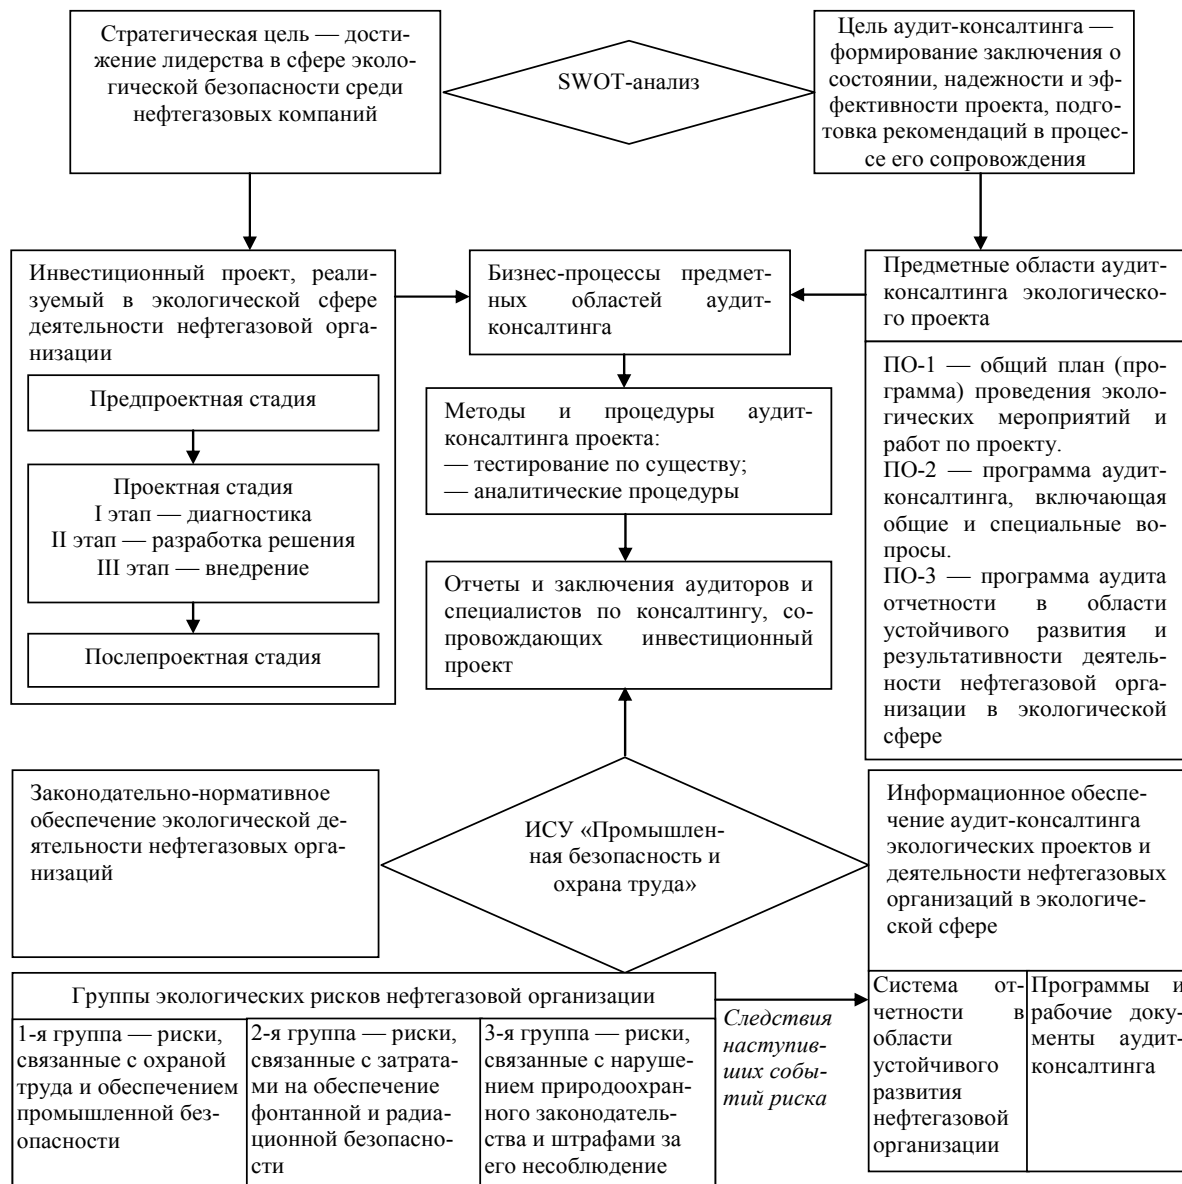 Стратегическая цель — дости-
жение лидерства в сфере эколо-
гической безопасности среди
нефтегазовых компаний
SWOT-анализ
Цель аудит-консалтинга —
формирование заключения о
состоянии, надежности и эф-
фективности проекта, подго-
товка рекомендаций в процес-
се его сопровождения
Инвестиционный проект, реали-
зуемый в экологической сфере
деятельности нефтегазовой орга-
низации
Предпроектная стадия
Проектная стадия
I этап — диагностика
II этап — разработка решения
III этап — внедрение
Послепроектная стадия
Бизнес-процессы предмет-
ных областей аудит-
консалтинга
Методы и процедуры аудит-
консалтинга проекта:
— тестирование по существу;
— аналитические процедуры
Отчеты и заключения аудиторов и
специалистов по консалтингу, со-
провождающих инвестиционный
проект
Предметные области аудит-
консалтинга экологическо-
го проекта
ПО-1 — общий план (про-
грамма) проведения эколо-
гических мероприятий и
работ по проекту.
ПО-2 — программа аудит-
консалтинга, включающая
общие и специальные во-
просы.
ПО-3 — программа аудита
отчетности в области
устойчивого развития и
результативности деятель-
ности нефтегазовой орга-
низации в экологической
сфере
Законодательно-нормативное
обеспечение экологической де-
ятельности нефтегазовых орга-
низаций
ИСУ «Промышлен-
ная безопасность и
охрана труда»
Информационное обеспе-
чение аудит-консалтинга
экологических проектов и
деятельности нефтегазовых
организаций в экологиче-
ской сфере
Группы экологических рисков нефтегазовой организации
1-я группа — риски,
связанные с охраной
труда и обеспечением
промышленной без-
опасности
2-я группа — риски,
связанные с затрата-
ми на обеспечение
фонтанной и радиа-
ционной безопасно-
сти
3-я группа — риски,
связанные с наруше-
нием природоохран-
ного законодатель-
ства и штрафами за
его несоблюдение
Следствия
наступив-
ших собы-
тий риска
Система от-
четности в
области
устойчивого
развития
нефтегазовой
организации
Программы и
рабочие доку-
менты аудит-
консалтинга